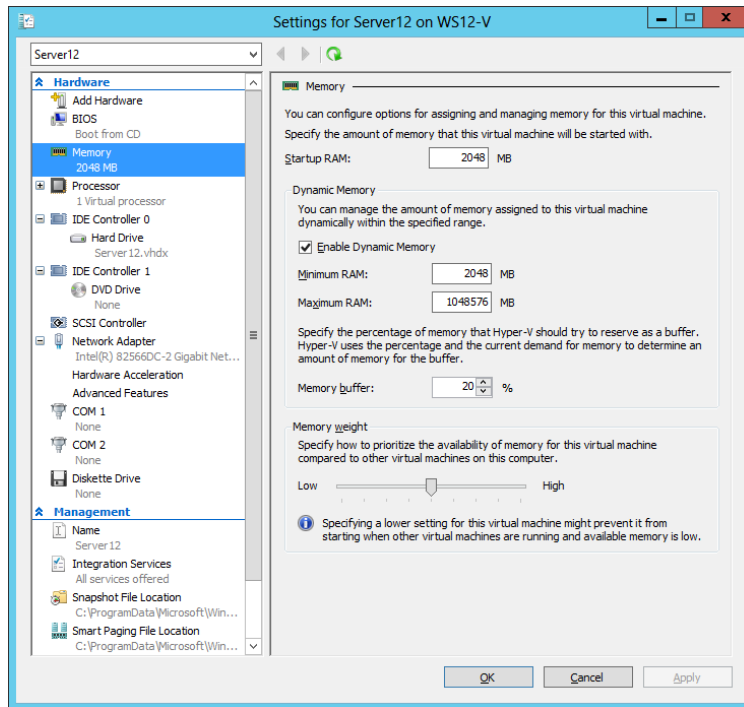 Settings for Server12 on WS12-V
Server12
Hardware
Add Hardware
BIOS
Boot from CD
Memory
2048 MB
Processor
1 Virtual processor
IDE Controller 0
Hard Drive
Server12.vhdx
IDE Controller 1
DVD Drive
None
SCSI Controller
Network Adapter
Intel(R) 82566DC-2 Gigabit Net...
Hardware Acceleration
Advanced Features
COM 1
None
COM 2
None
Diskette Drive
None
Management
Name
Server12
Integration Services
All services offered
Snapshot File Location
C:\ProgramData\Microsoft\Win...
Smart Paging File Location
C:\ProgramData\Microsoft\Win...
Memory
You can configure options for assigning and managing memory for this virtual machine.
Specify the amount of memory that this virtual machine will be started with.
Startup RAM: 2048 MB
Dynamic Memory
You can manage the amount of memory assigned to this virtual machine
dynamically within the specified range.
Enable Dynamic Memory
Minimum RAM: 2048 MB
Maximum RAM: 1048576 MB
Specify the percentage of memory that Hyper-V should try to reserve as a buffer.
Hyper-V uses the percentage and the current demand for memory to determine an
amount of memory for the buffer.
Memory buffer: 20 %
Memory weight
Specify how to prioritize the availability of memory for this virtual machine
compared to other virtual machines on this computer.
Low High
Specifying a lower setting for this virtual machine might prevent it from
starting when other virtual machines are running and available memory is low.
OK Cancel Apply